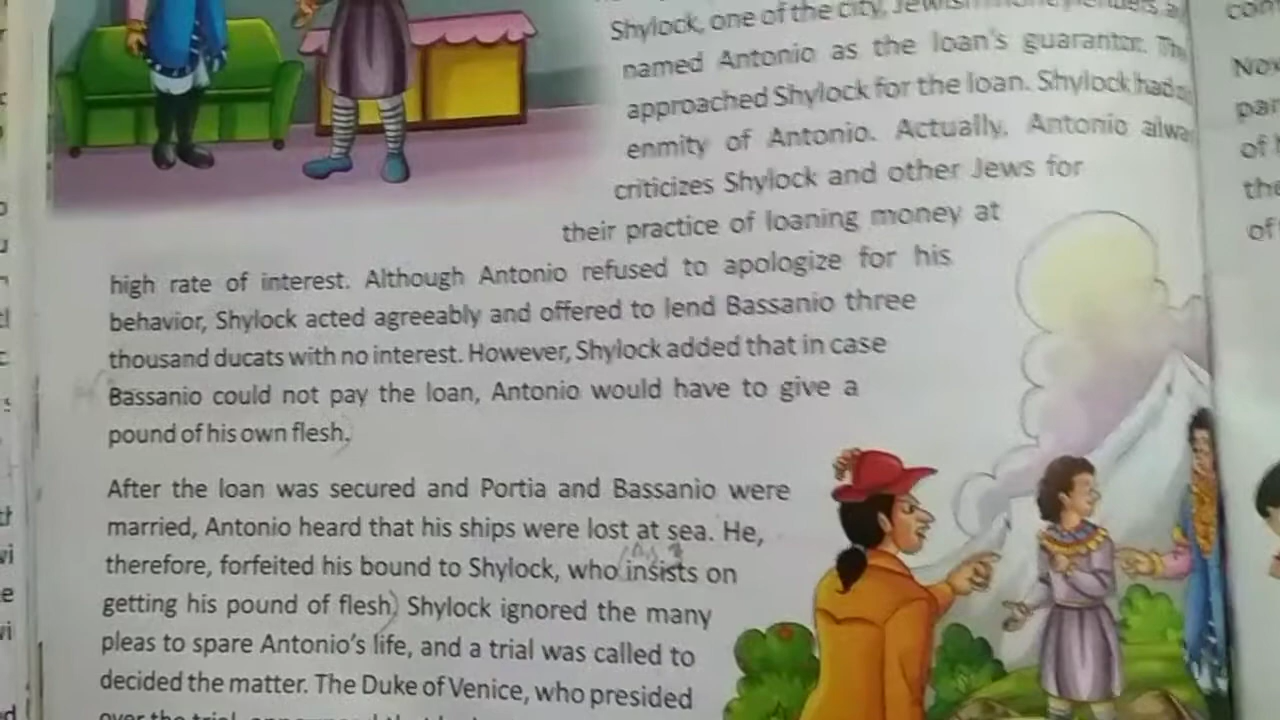 Shylock, one of the city, Jewish
named Antonio as the loan's guarantor.
approached Shylock for the loan. Shylock had
enmity of Antonio. Actually, Antonio
criticizes Shylock and other Jews for
their practice of loaning money at
high rate of interest. Although Antonio refused to apologize for his
behavior, Shylock acted agreeably and offered to lend Bassanio three
thousand ducats with no interest. However, Shylock added that in case
Bassanio could not pay the loan, Antonio would have to give a
pound of his own flesh.
After the loan was secured and Portia and Bassanio were
married, Antonio heard that his ships were lost at sea. He,
therefore, forfeited his bound to Shylock, who insists on
getting his pound of flesh) Shylock ignored the many
pleas to spare Antonio's life, and a trial was called to
decided the matter. The Duke of Venice, who presided
over the trial,